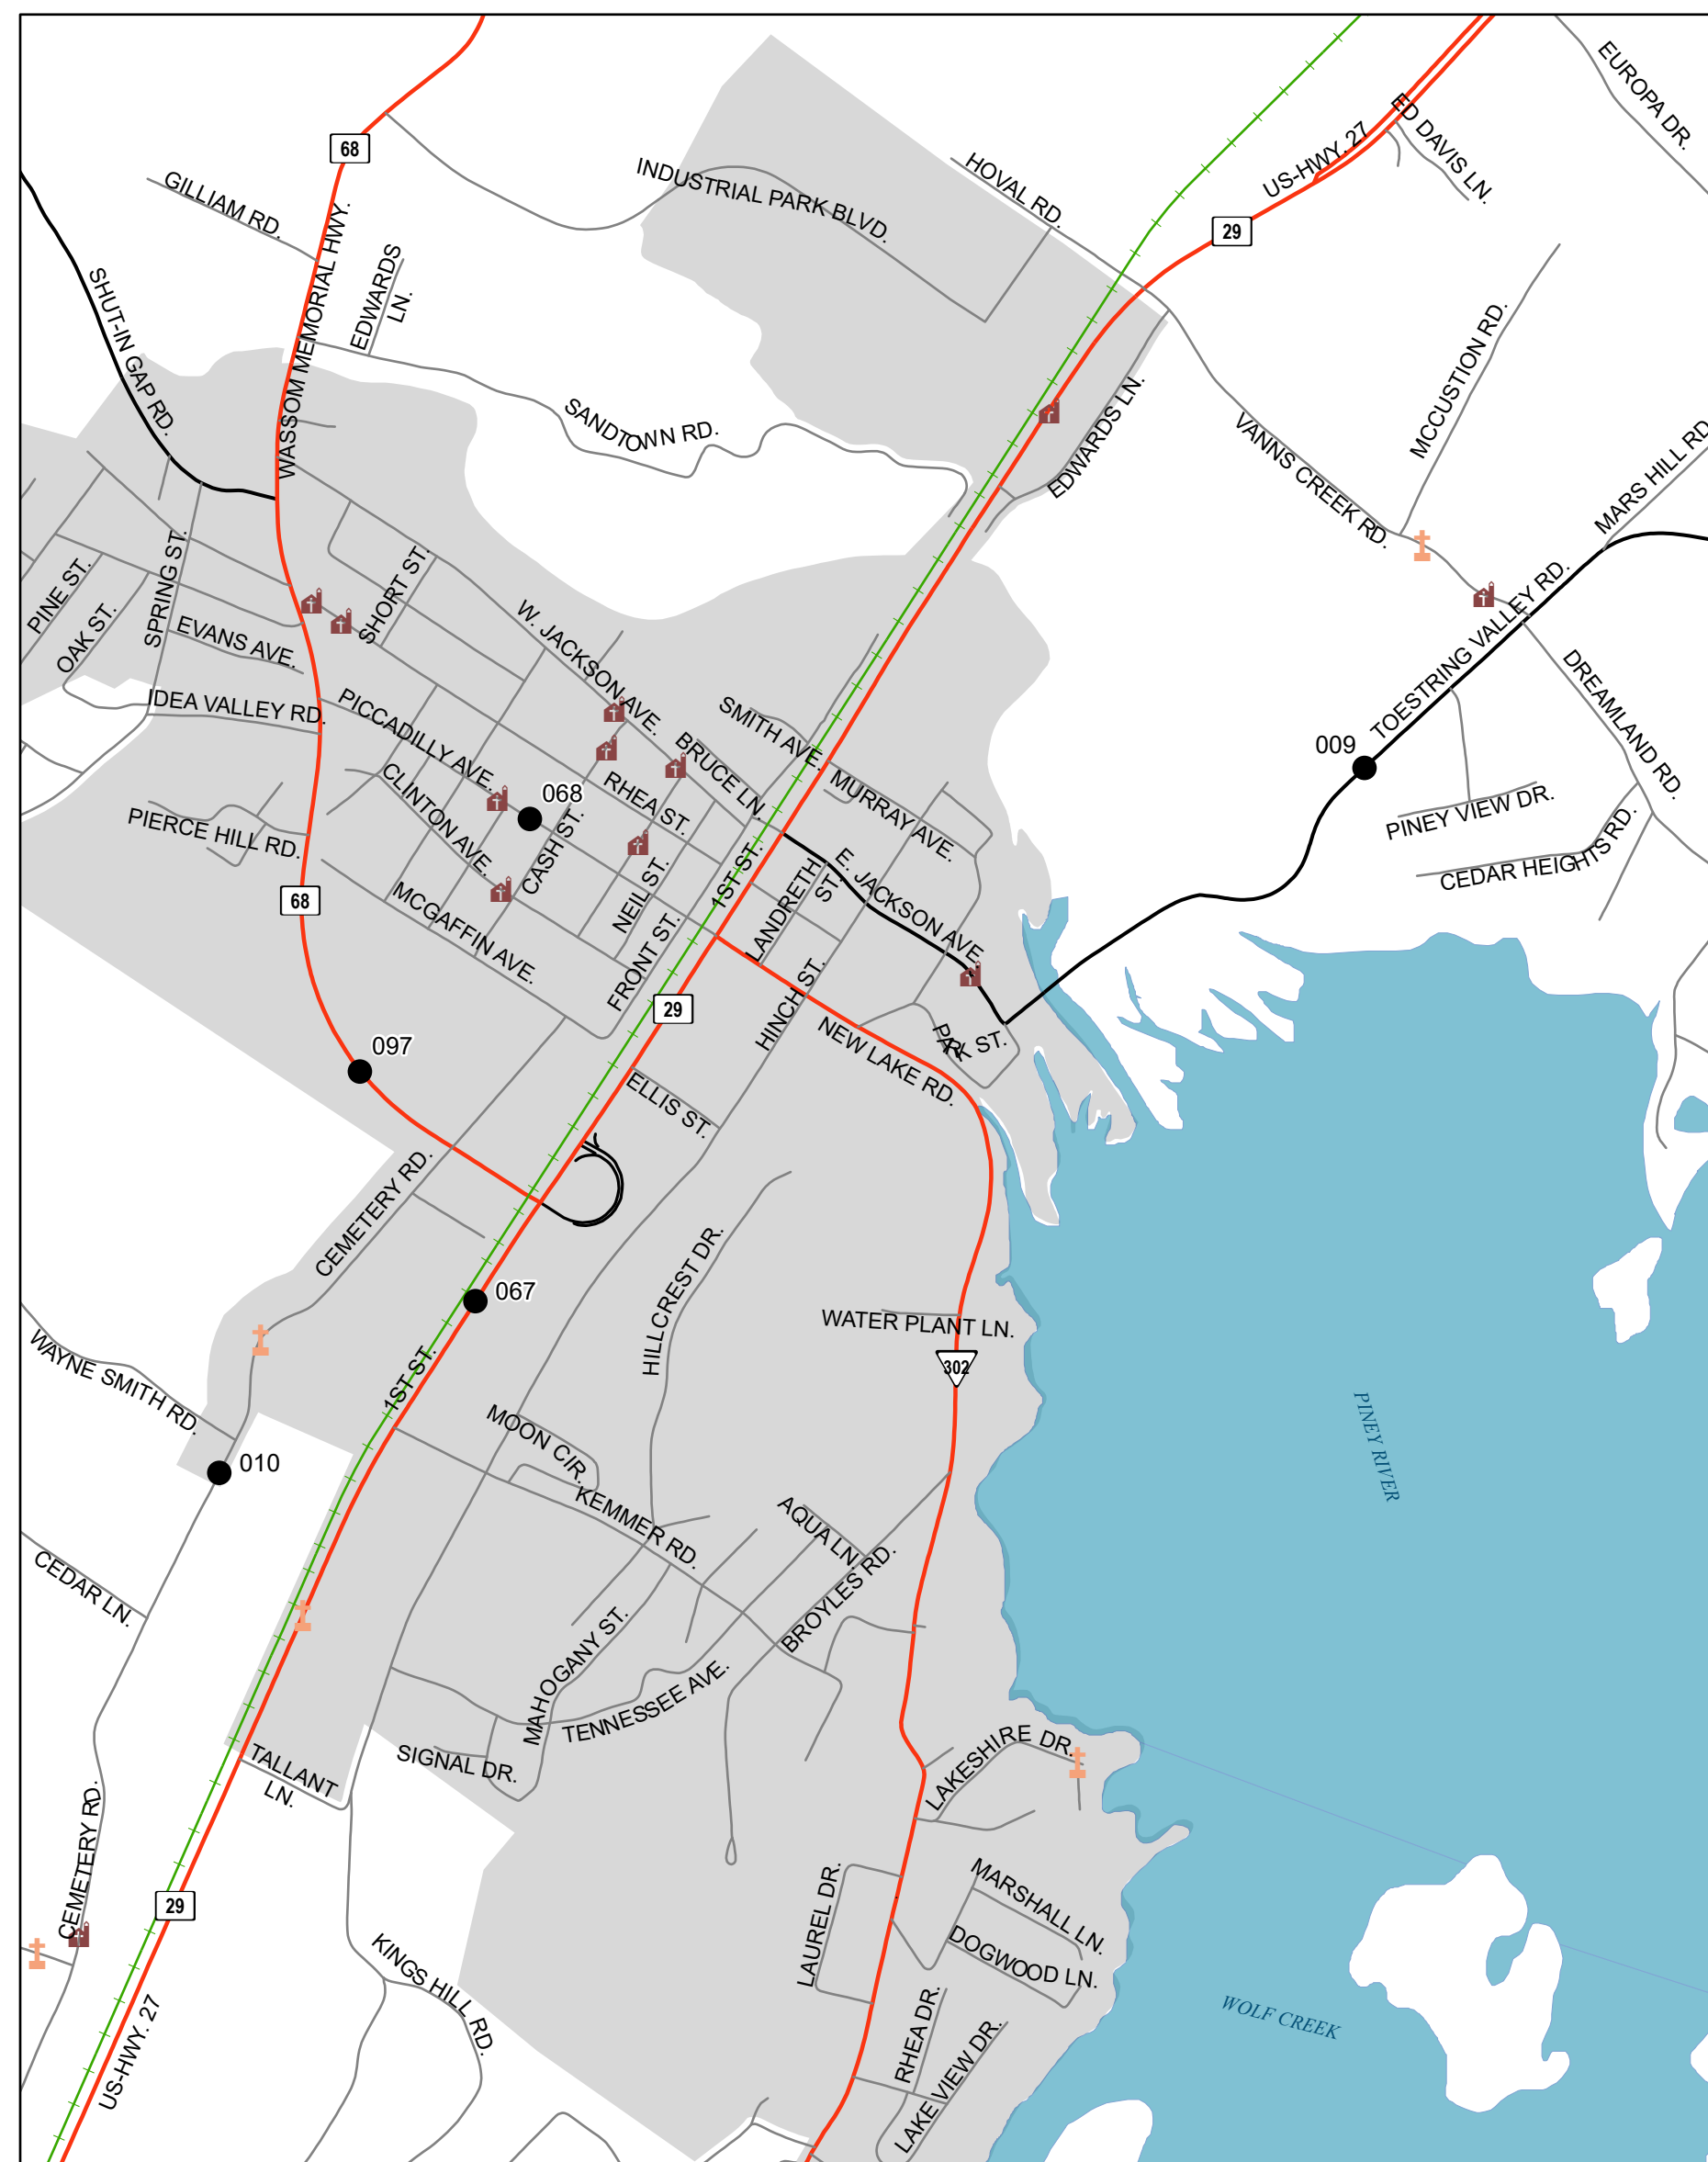 EUROPA DR.
ED DAVIS LN.
US-HWY. 27
68
INDUSTRIAL PARK BLVD.
HOVAL RD.
GILLIAM RD.
29
WASSOM MEMORIAL HWY.
EDWARDS
LN.
SHUT-IN GAP RD.
MCCUSTION RD.
SANDTOWN RD.
EDWARDS LN.
VANNS CREEK RD.
MARS HILL RD
PINE ST.
OAK ST.
SPRING ST.
SHORT ST.
EVANS AVE.
W. JACKSON AVE.
TOESTRING VALLEY RD.
DREAMLAND RD.
IDEA VALLEY RD.
PICCADILLY AVE.
SMITH AVE.
BRUCE LN.
009
068
CLINTON AVE.
RHEA ST.
MURRAY AVE.
PIERCE HILL RD.
CASH ST.
PINEY VIEW DR.
CEDAR HEIGHTS RD.
68
MCGAFFIN AVE.
NEIL ST.
1ST ST.
LANDRETH
ST.
E. JACKSON AVE
FRONT ST.
29
HINCH ST.
097
NEW LAKE RD.
PARK ST.
ELLIS ST.
CEMETERY RD.
067
HILLCREST DR.
WATER PLANT LN.
302
WAYNE SMITH RD.
1ST ST.
010
MOON CIR.
PINEY RIVER
KEMMER RD.
AQUA LN.
BROYLES RD.
CEDAR LN.
MAHOGANY ST.
TENNESSEE AVE.
SIGNAL DR.
TALLANT
LN.
LAKESHIRE DR.
CEMETERY RD.
29
LAUREL DR.
MARSHALL LN.
DOGWOOD LN.
KINGS HILL RD.
US-HWY. 27
RHEA DR.
LAKE VIEW DR.
WOLF CREEK